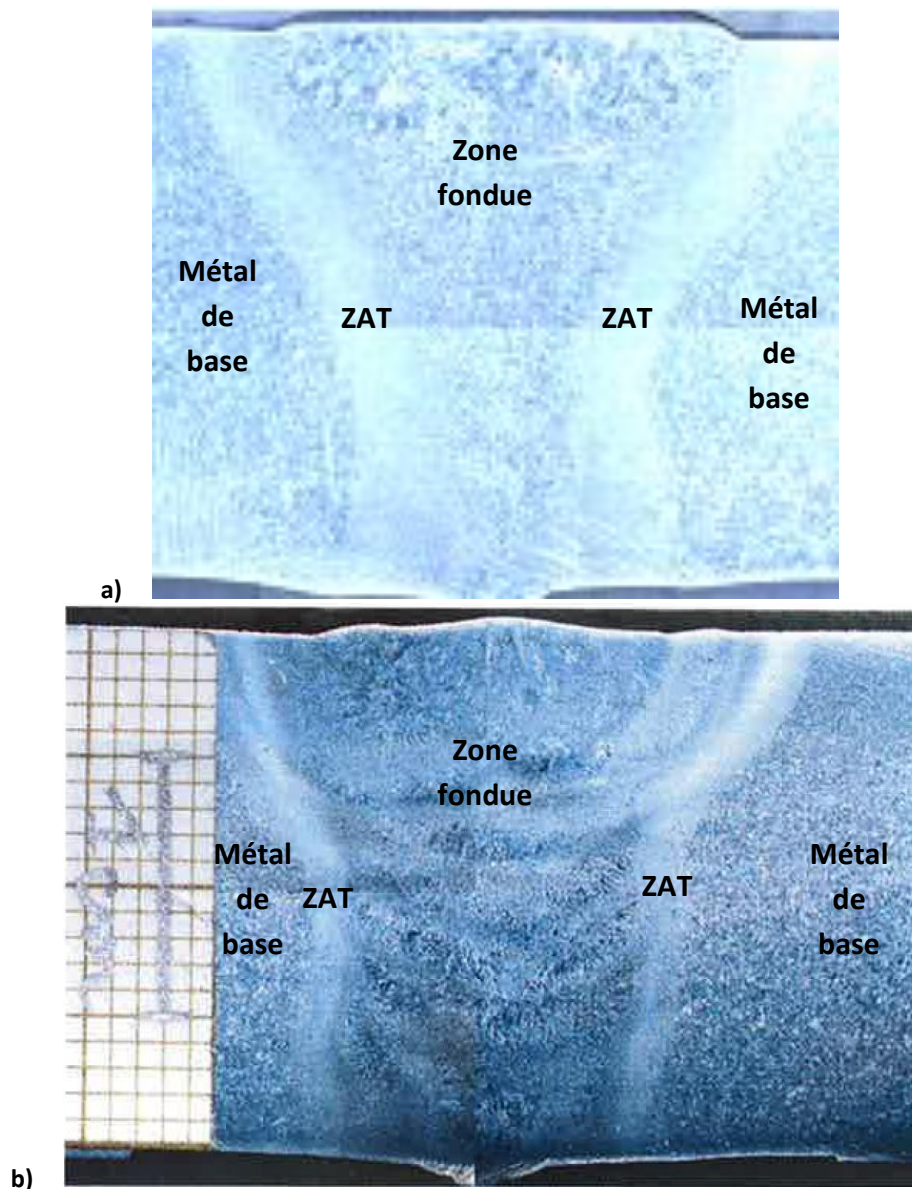 Zone
fondue
Métal
de
base
ZAT
ZAT
Métal
de
base
a)
Zone
fondue
Métal
de
base
ZAT
ZAT
Métal
de
base
b)